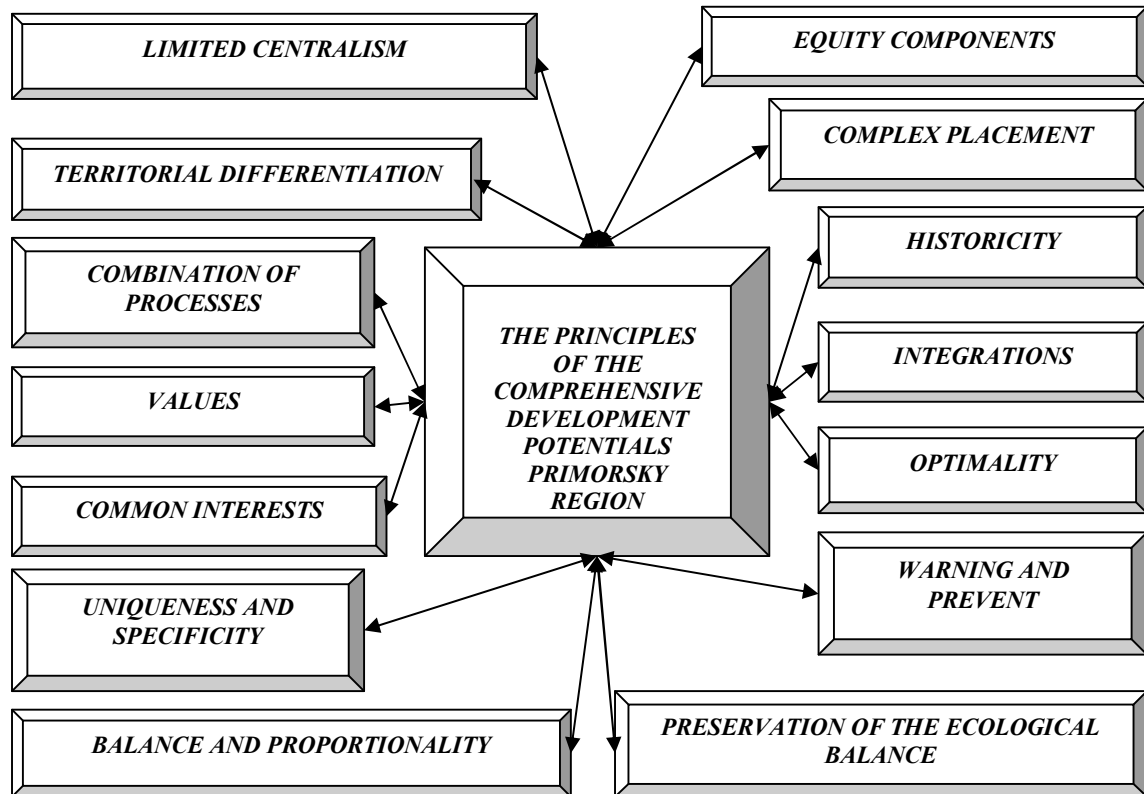 LIMITED CENTRALISM
EQUITY COMPONENTS
COMPLEX PLACEMENT
TERRITORIAL DIFFERENTIATION
HISTORICITY
COMBINATION OF
PROCESSES
THE PRINCIPLES
OF THE
COMPREHENSIVE
DEVELOPMENT
POTENTIALS
PRIMORSKY
REGION
INTEGRATIONS
VALUES
OPTIMALITY
COMMON INTERESTS
WARNING AND
PREVENT
UNIQUENESS AND
SPECIFICITY
BALANCE AND PROPORTIONALITY
PRESERVATION OF THE ECOLOGICAL
BALANCE